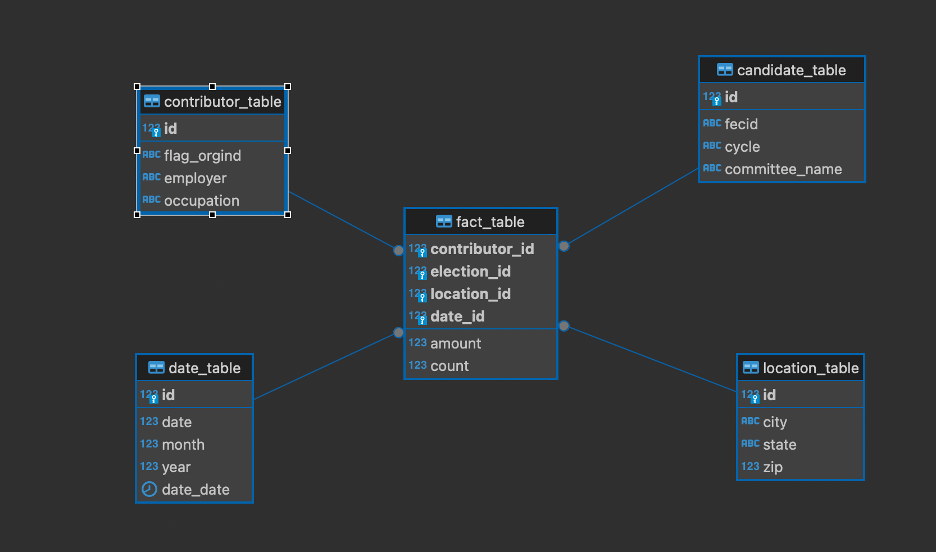 contributor_table
123 id
ABC flag_orgind
ABC employer
ABC occupation
candidate_table
123 id
ABC fecid
ABC cycle
ABC committee_name
fact_table
123 contributor_id
123 election_id
123 location_id
123 date_id
123 amount
123 count
date_table
123 id
123 date
123 month
123 year
date_date
location_table
123 id
ABC city
ABC state
123 zip